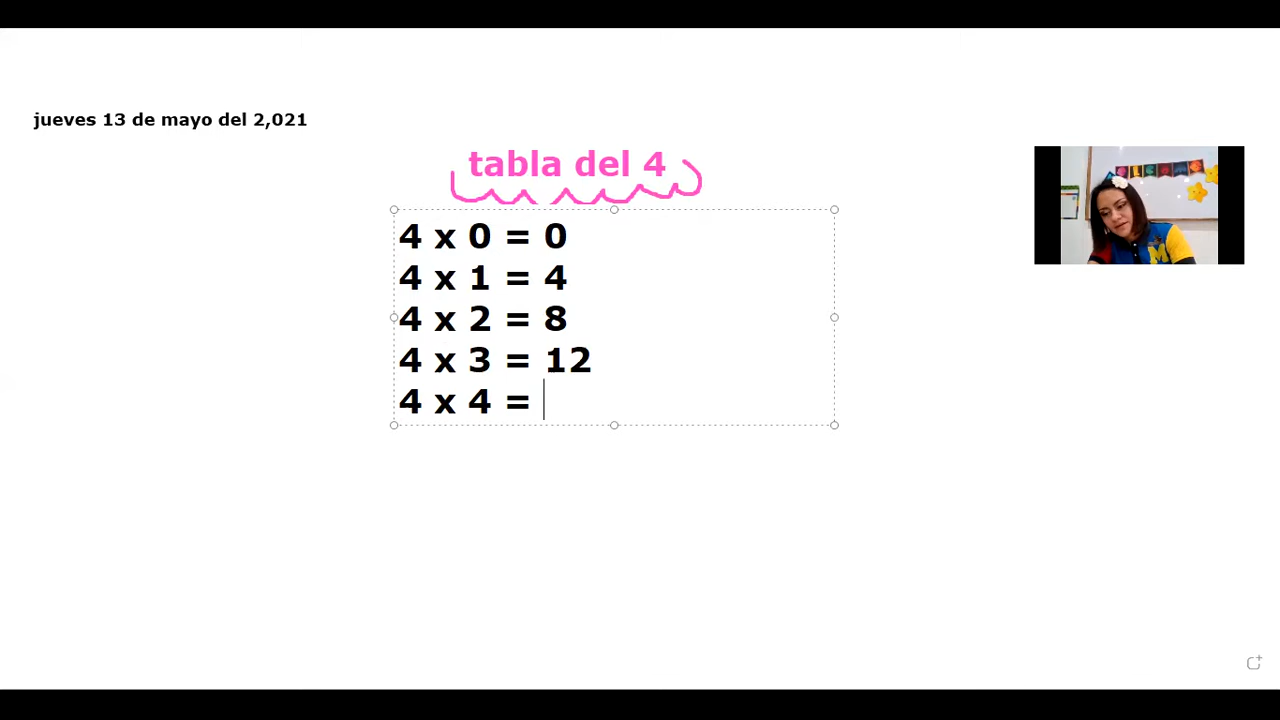 jueves 13 de mayo del 2,021
tabla del 4
4 x 0 = 0
4 x 1 = 4
4 x 2 = 8
4 x 3 = 12
4 x 4 =
M